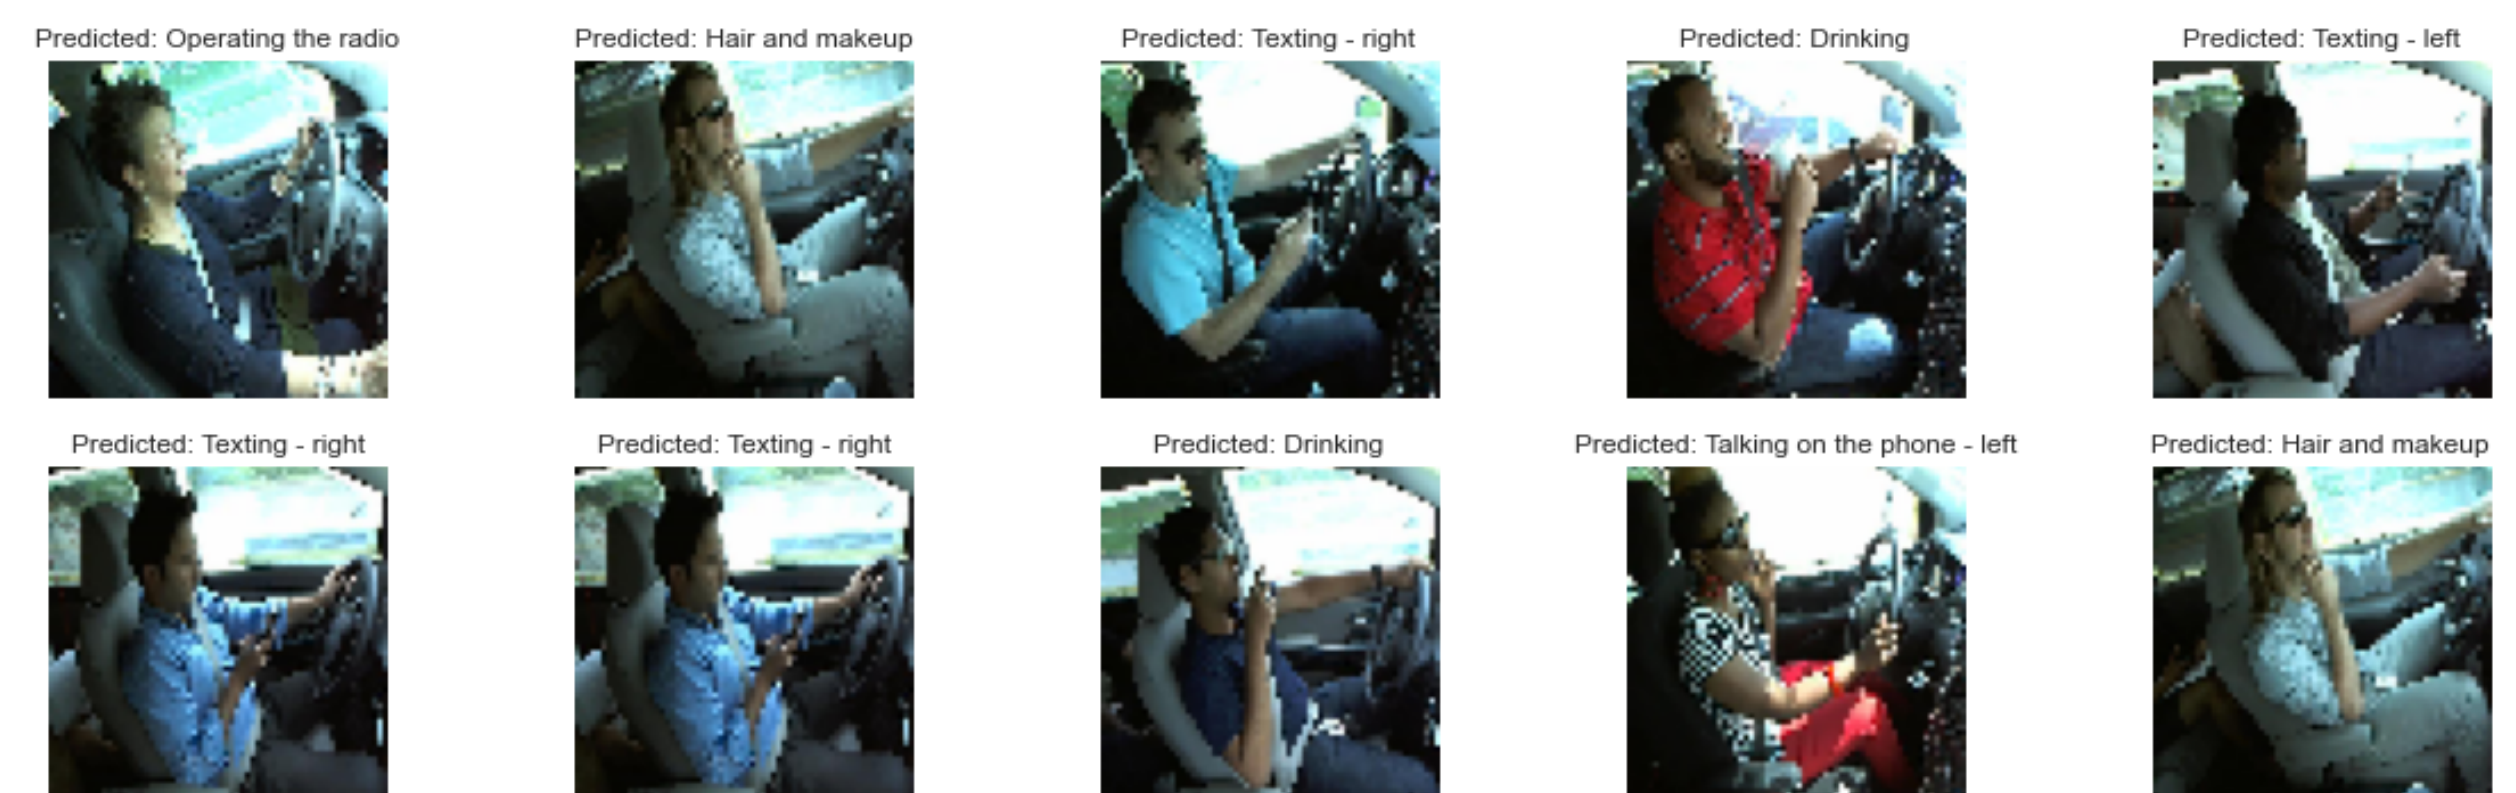 Predicted: Operating the radio
Predicted: Hair and makeup
Predicted: Texting - right
Predicted: Drinking
Predicted: Texting - left
Predicted: Texting - right
Predicted: Texting - right
Predicted: Drinking
Predicted: Talking on the phone - left
Predicted: Hair and makeup